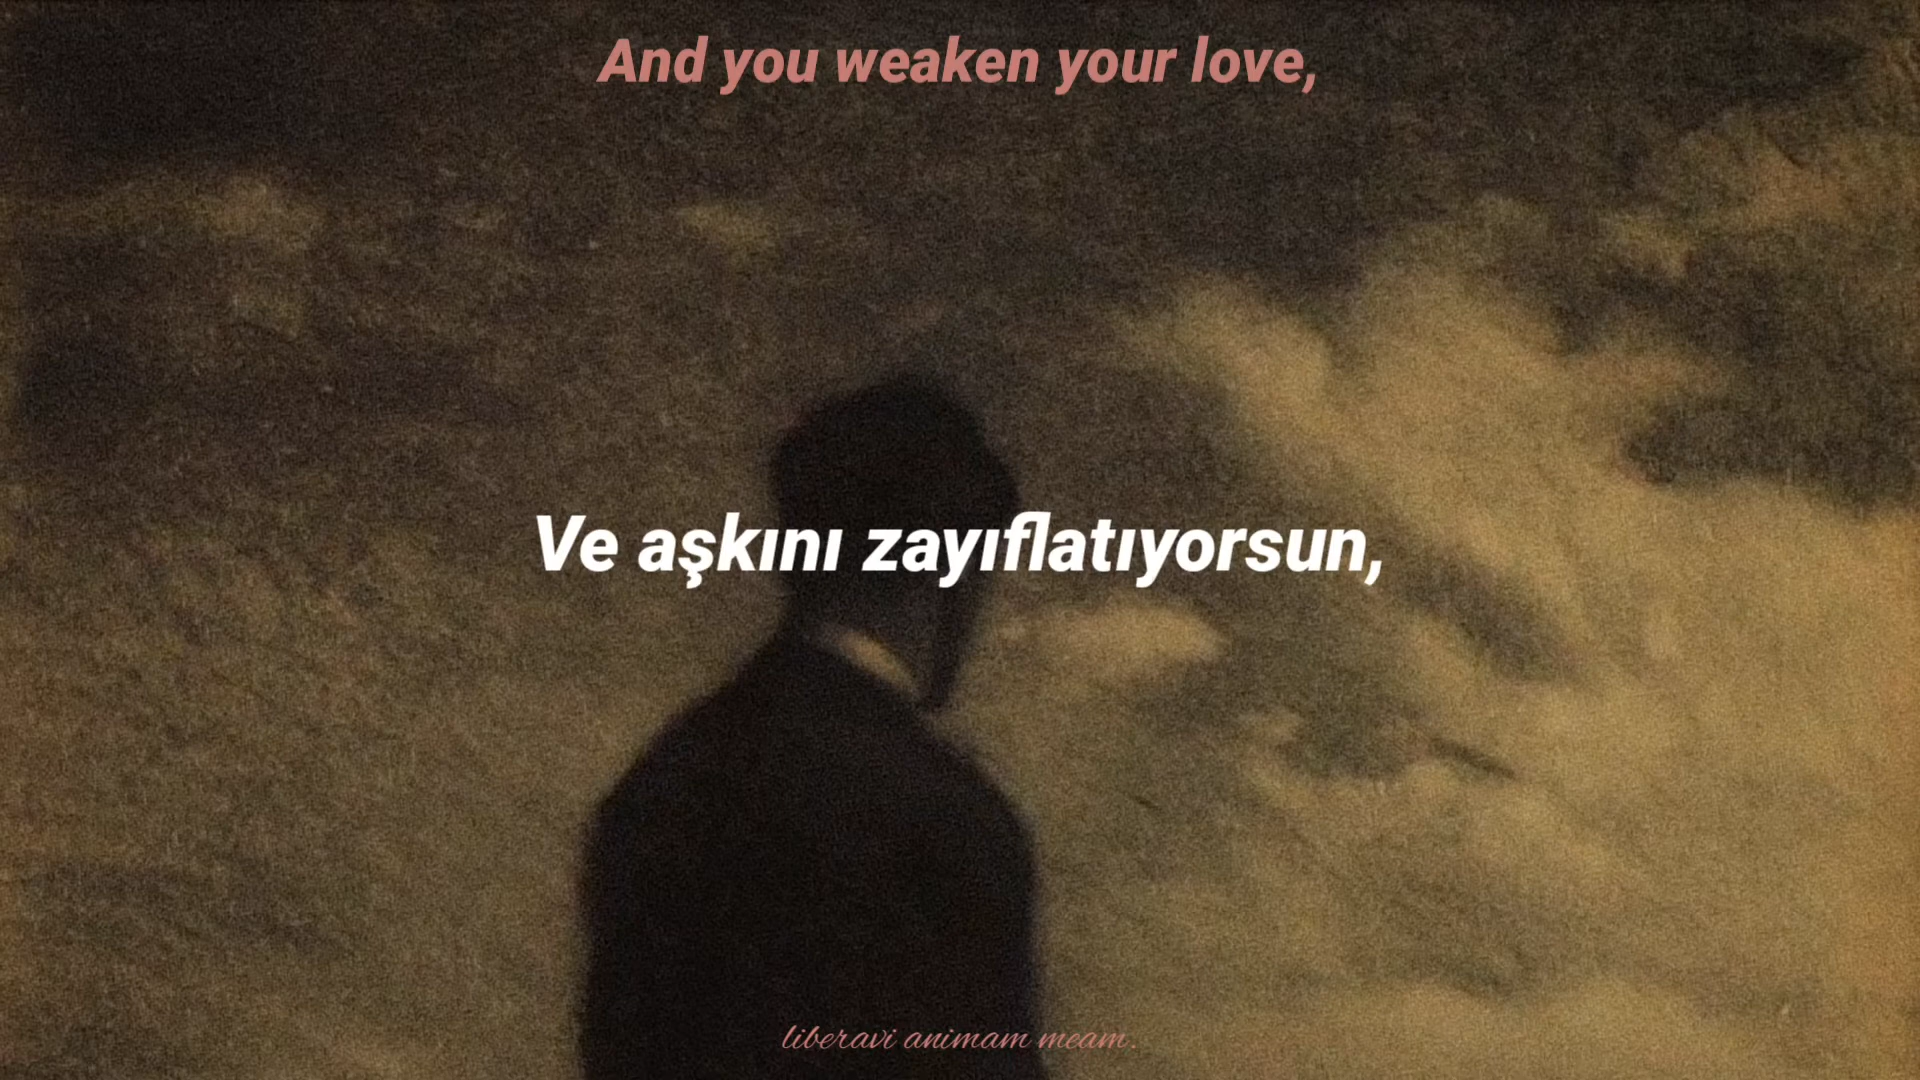 And you weaken your love,
Ve aşkını zayıflatıyorsun,
liberavi animam meam.